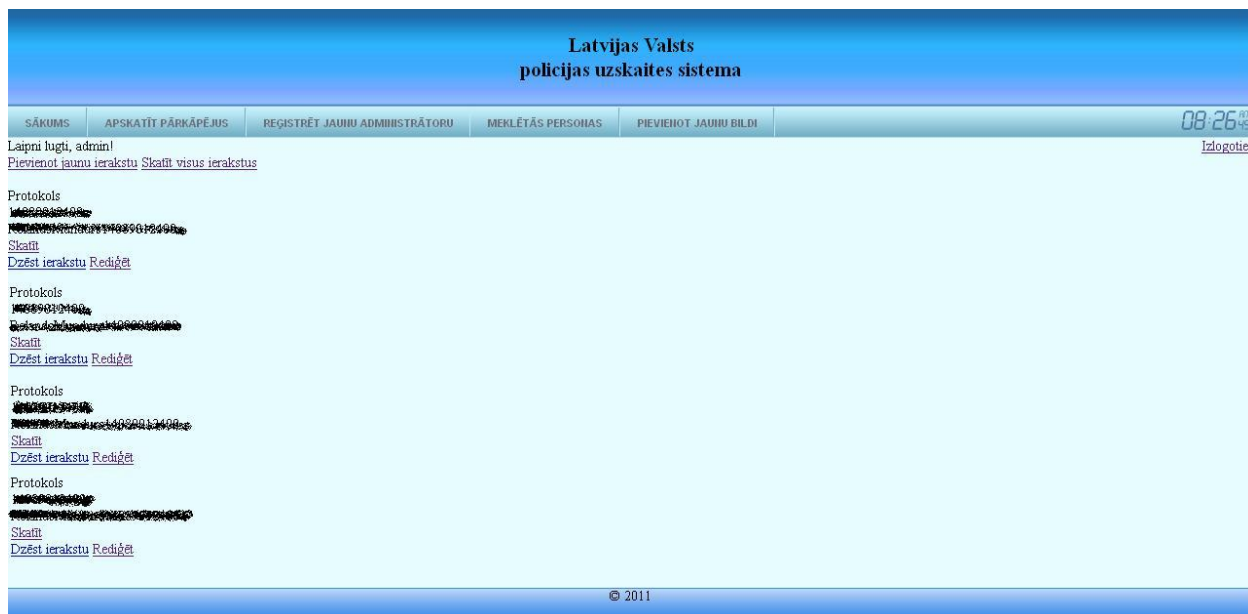 Latvijas Valsts
policijas uzskaites sistema
SĀKUMS APSKATĪT PĀRKĀPĒJUS REĢISTRĒT JAUNU ADMINISTRĀTORU MEKLĒTĀS PERSONAS PIEVIENOT JAUNU BILDI 08:26
Laipni lugti, admin! Izlogotie
Pievienot jaunu ierakstu Skatīt visus ierakstus
Protokols
Skatīt
Dzēst ierakstu Rediģēt
Protokols
Skatīt
Dzēst ierakstu Rediģēt
Protokols
Skatīt
Dzēst ierakstu Rediģēt
Protokols
Skatīt
Dzēst ierakstu Rediģēt
© 2011